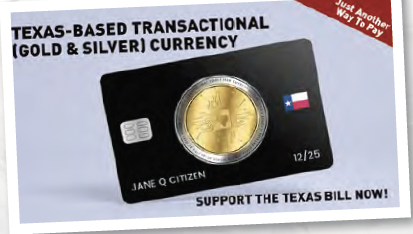 Just Another
Way To Pay
TEXAS-BASED TRANSACTIONAL
(GOLD & SILVER) CURRENCY
JANE Q CITIZEN
12/25
SUPPORT THE TEXAS BILL NOW!